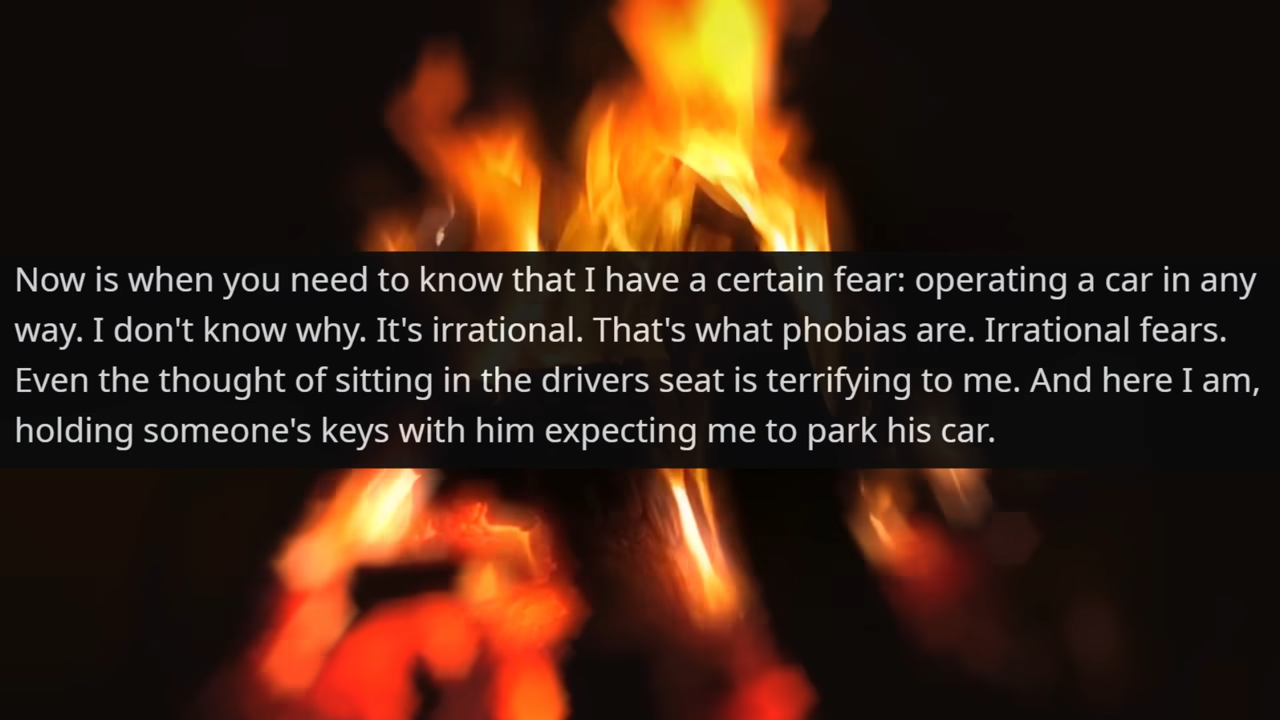 Now is when you need to know that I have a certain fear: operating a car in any
way. I don't know why. It's irrational. That's what phobias are. Irrational fears.
Even the thought of sitting in the drivers seat is terrifying to me. And here I am,
holding someone's keys with him expecting me to park his car.